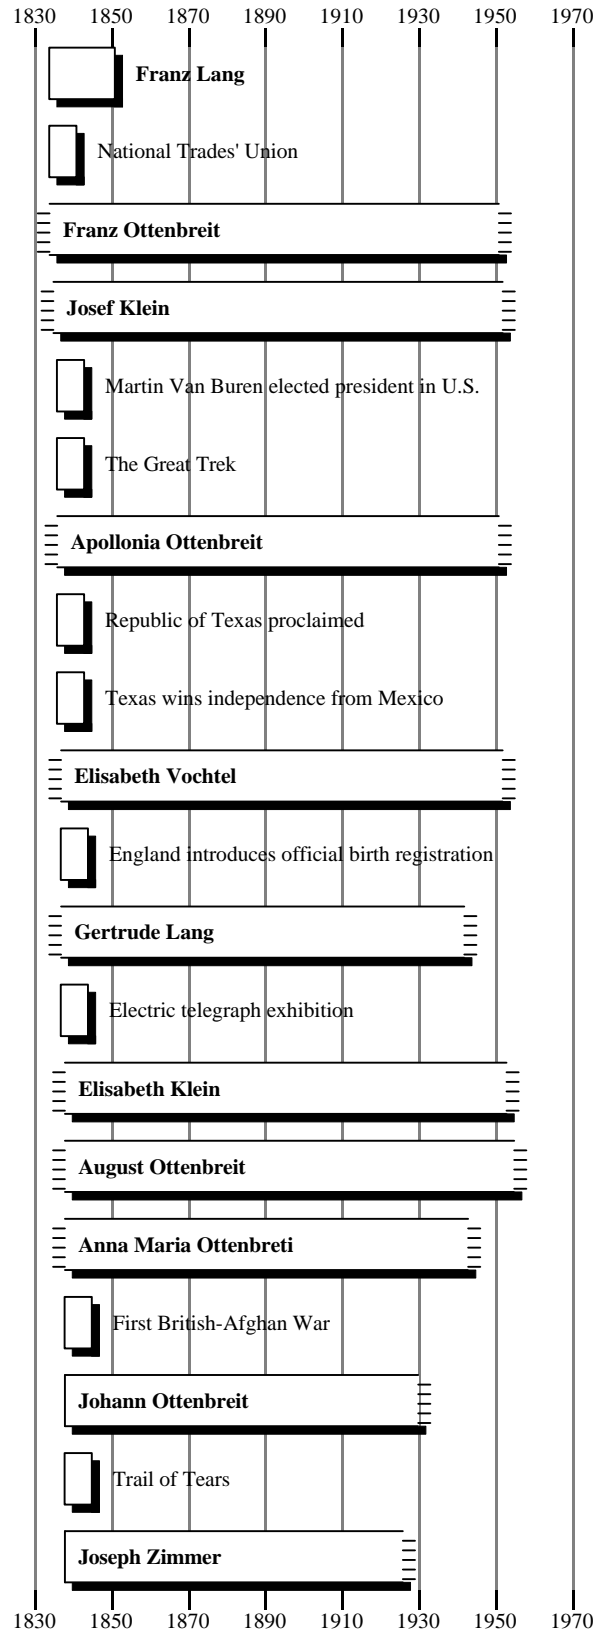 1830 1850 1870 1890 1910 1930 1950 1970
Franz Lang
National Trades' Union
Franz Ottenbreit
Josef Klein
Martin Van Buren elected president in U.S.
The Great Trek
Apollonia Ottenbreit
Republic of Texas proclaimed
Texas wins independence from Mexico
Elisabeth Vochtel
England introduces official birth registration
Gertrude Lang
Electric telegraph exhibition
Elisabeth Klein
August Ottenbreit
Anna Maria Ottenbreti
First British-Afghan War
Johann Ottenbreit
Trail of Tears
Joseph Zimmer
1830 1850 1870 1890 1910 1930 1950 1970